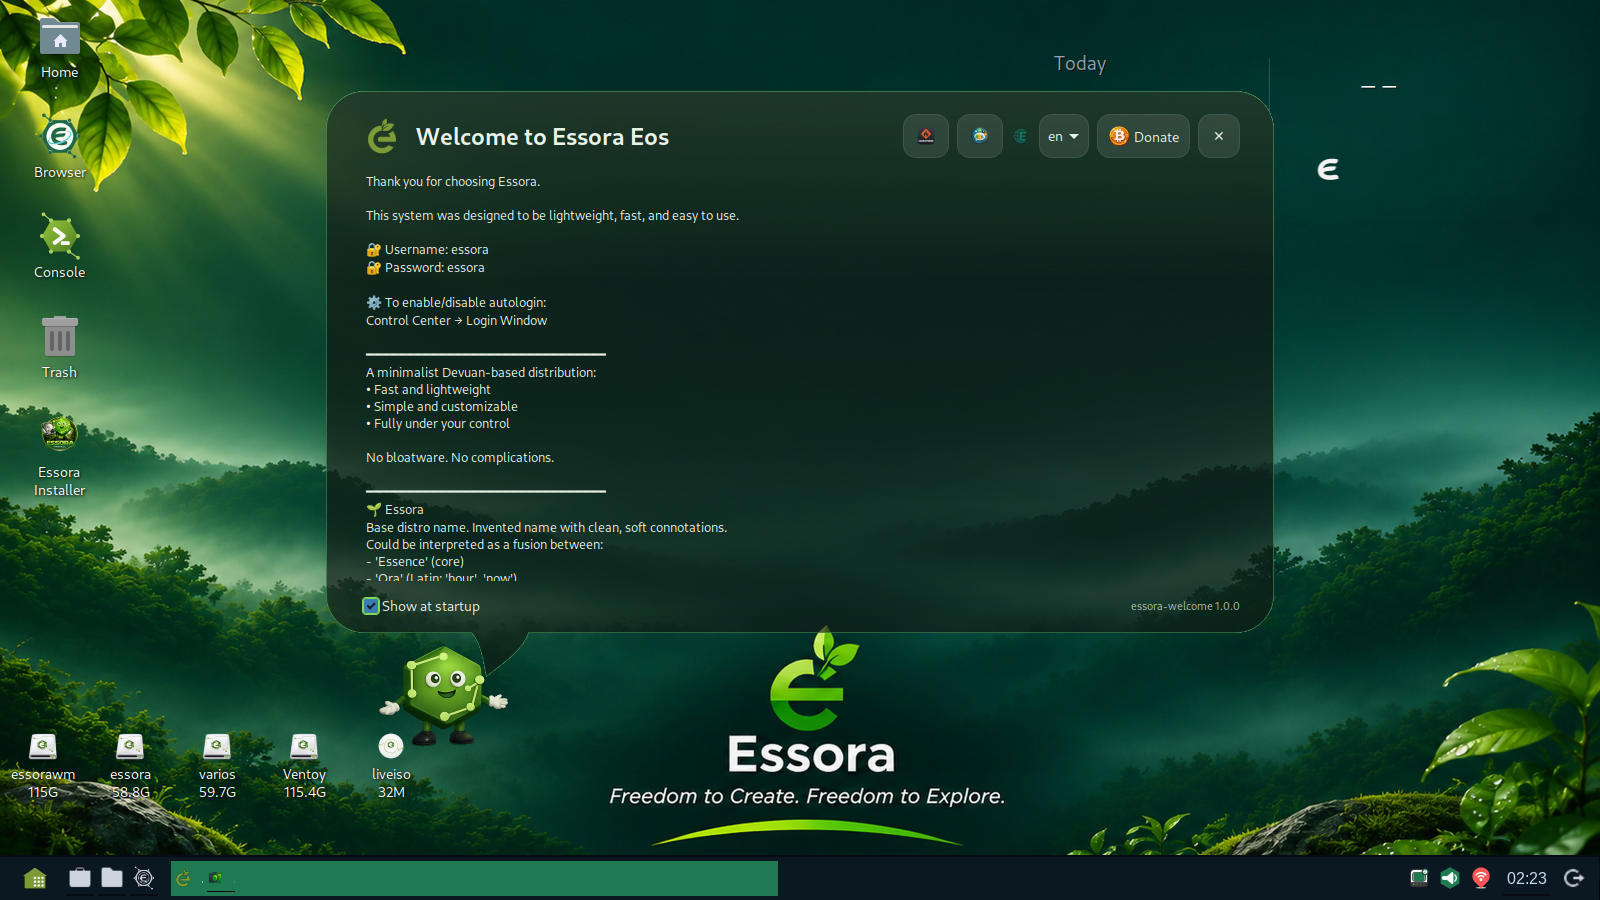 Home
Browser
Console
Trash
Essora
Installer
Today
Welcome to Essora Eos
en
Donate
Thank you for choosing Essora.
This system was designed to be lightweight, fast, and easy to use.
🔐 Username: essora
🔐 Password: essora
⚙️ To enable/disable autologin:
Control Center → Login Window
A minimalist Devuan-based distribution:
• Fast and lightweight
• Simple and customizable
• Fully under your control
No bloatware. No complications.
🌱 Essora
Base distro name. Invented name with clean, soft connotations.
Could be interpreted as a fusion between:
- 'Essence' (core)
- 'Ora' (Latin: 'hour', 'now')
Show at startup
essora-welcome 1.0.0
Essora
Freedom to Create. Freedom to Explore.
essorawm
115G
essora
58.8G
varios
59.7G
Ventoy
115.4G
liveiso
32M
02:23